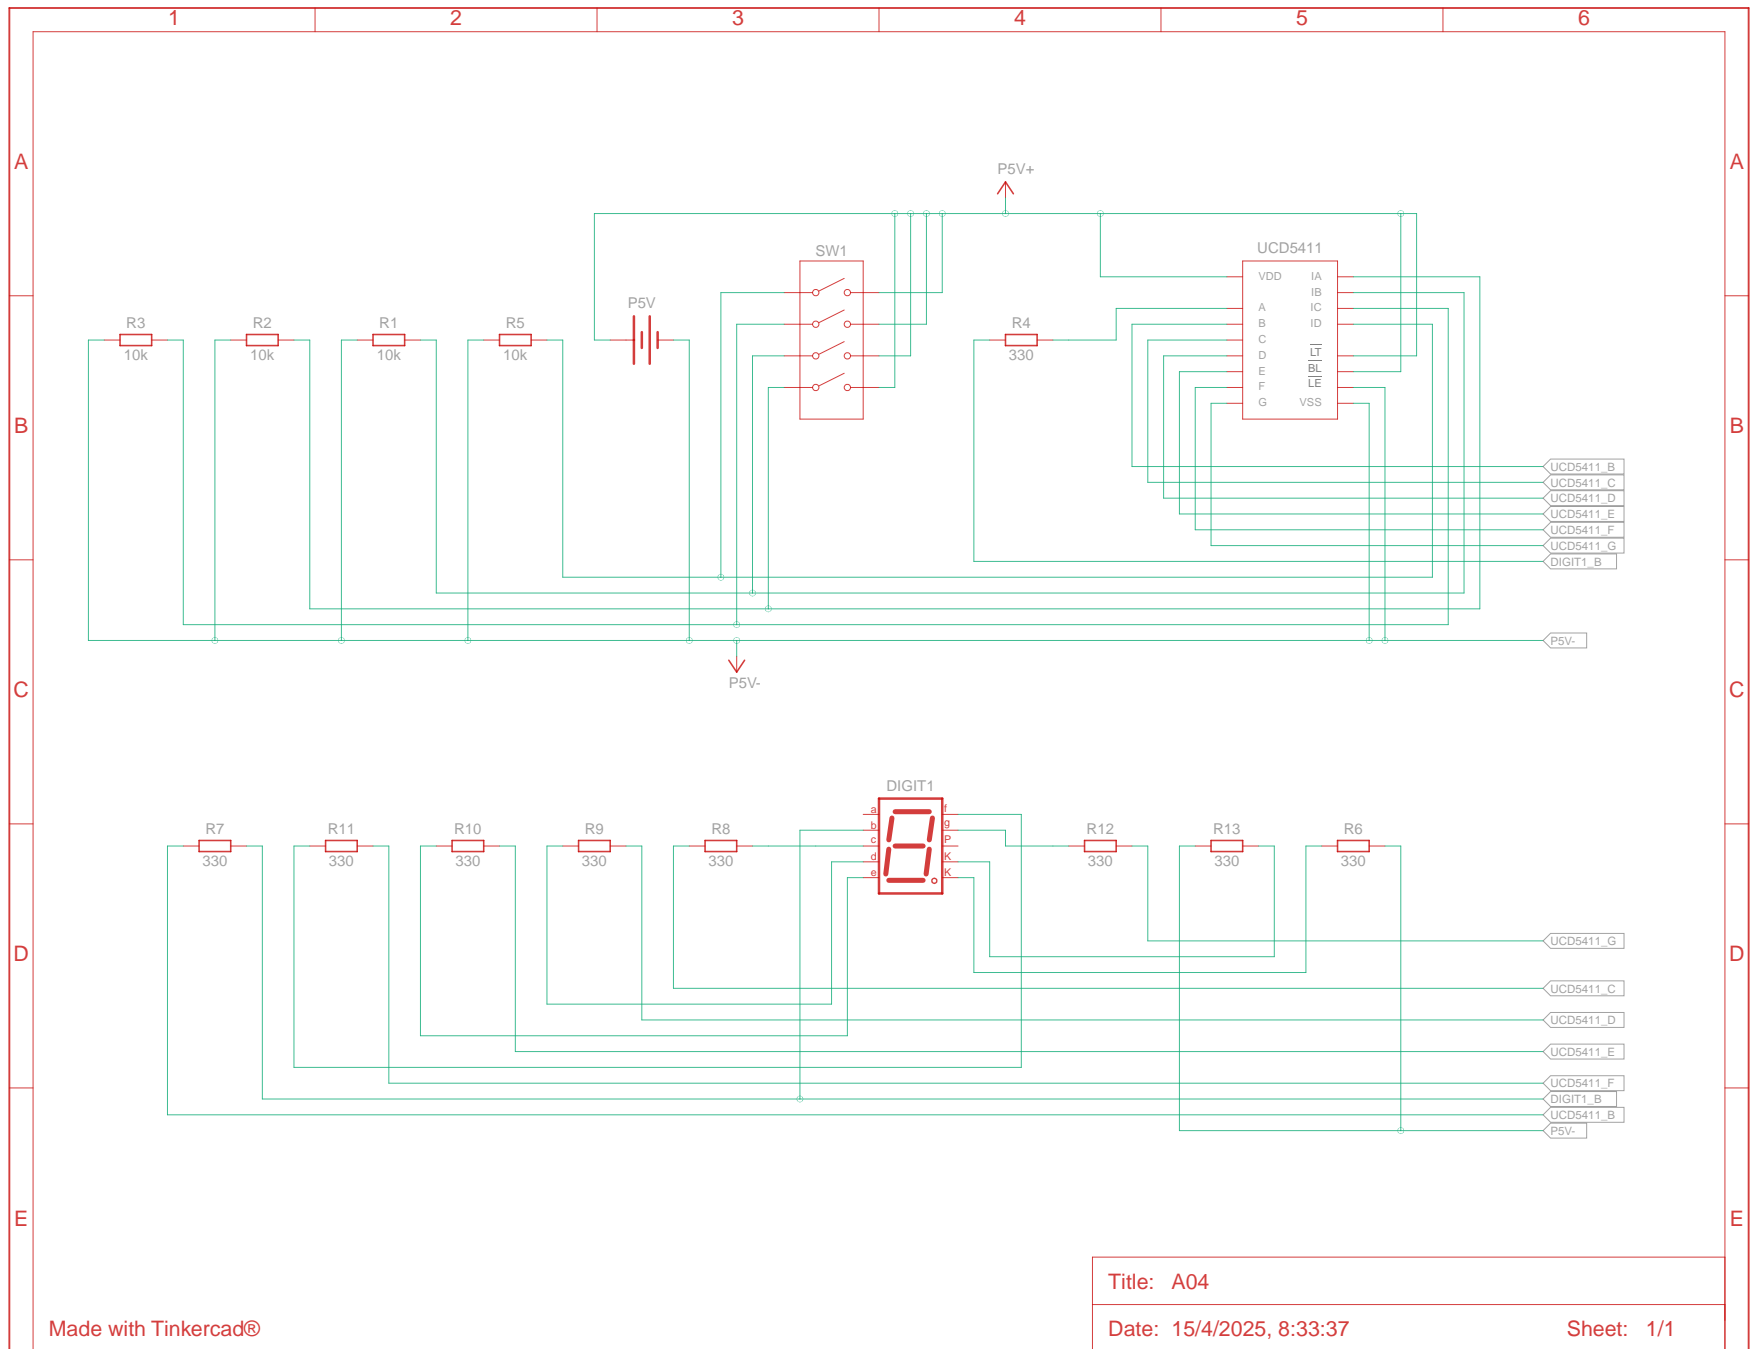 1 2 3 4 5 6
A A
P5V+
SW1 UCD5411
VDD IA
IB
A IC
B ID
C
D LT
E BL
F LE
G VSS
P5V
R3 R2 R1 R5 R4
10k 10k 10k 10k 330
B B
UCD5411_B
UCD5411_C
UCD5411_D
UCD5411_E
UCD5411_F
UCD5411_G
DIGIT1_B
P5V-
P5V-
C C
DIGIT1
a f
b g
c P
d K
e K
R7 R11 R10 R9 R8 R12 R13 R6
330 330 330 330 330 330 330 330
D D
UCD5411_G
UCD5411_C
UCD5411_D
UCD5411_E
UCD5411_F
DIGIT1_B
UCD5411_B
P5V-
E E
Title: A04
Made with Tinkercad®
Date: 15/4/2025, 8:33:37 Sheet: 1/1